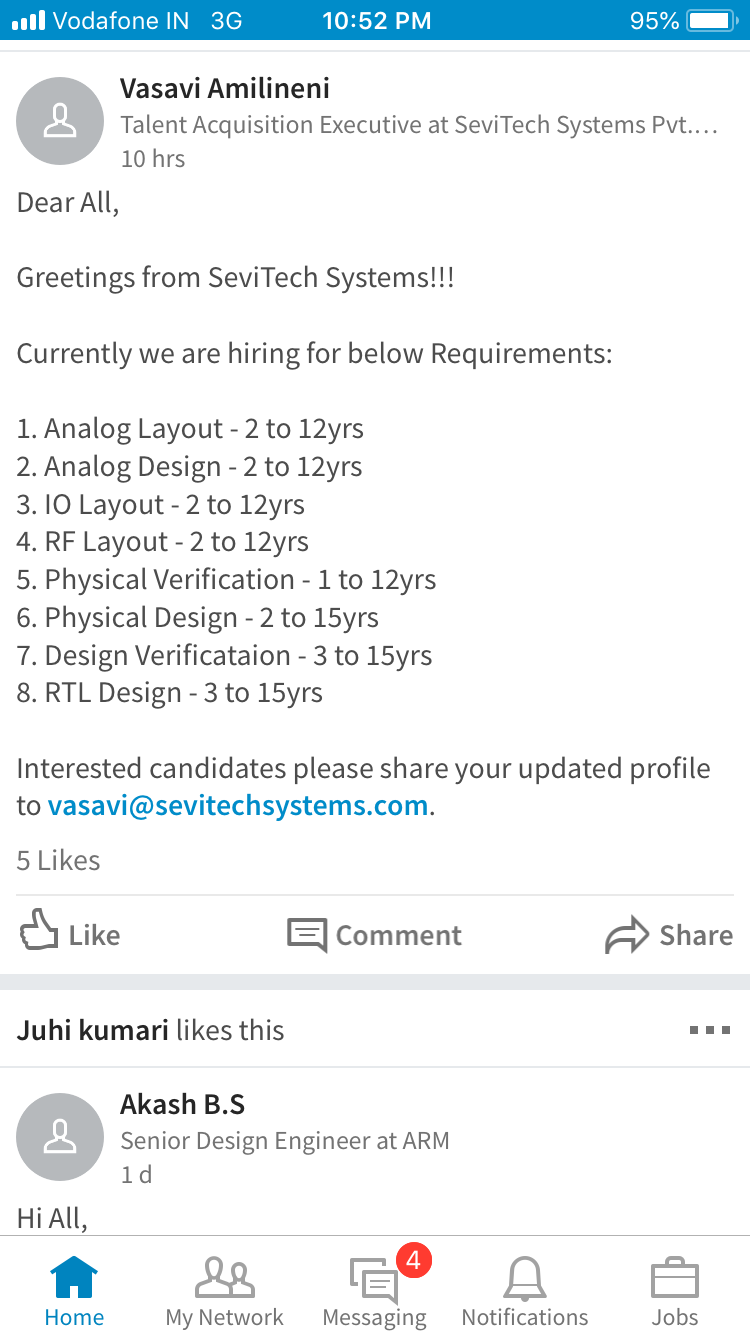 Vodafone IN 3G 10:52 PM 95%
Vasavi Amilineni
Talent Acquisition Executive at SeviTech Systems Pvt....
10 hrs
Dear All,
Greetings from SeviTech Systems!!!
Currently we are hiring for below Requirements:
1. Analog Layout - 2 to 12yrs
2. Analog Design - 2 to 12yrs
3. IO Layout - 2 to 12yrs
4. RF Layout - 2 to 12yrs
5. Physical Verification - 1 to 12yrs
6. Physical Design - 2 to 15yrs
7. Design Verificataion - 3 to 15yrs
8. RTL Design - 3 to 15yrs
Interested candidates please share your updated profile
to vasavi@sevitechsystems.com.
5 Likes
Like Comment Share
Juhi kumari likes this
Akash B.S
Senior Design Engineer at ARM
1 d
Hi All,
4
Home My Network Messaging Notifications Jobs